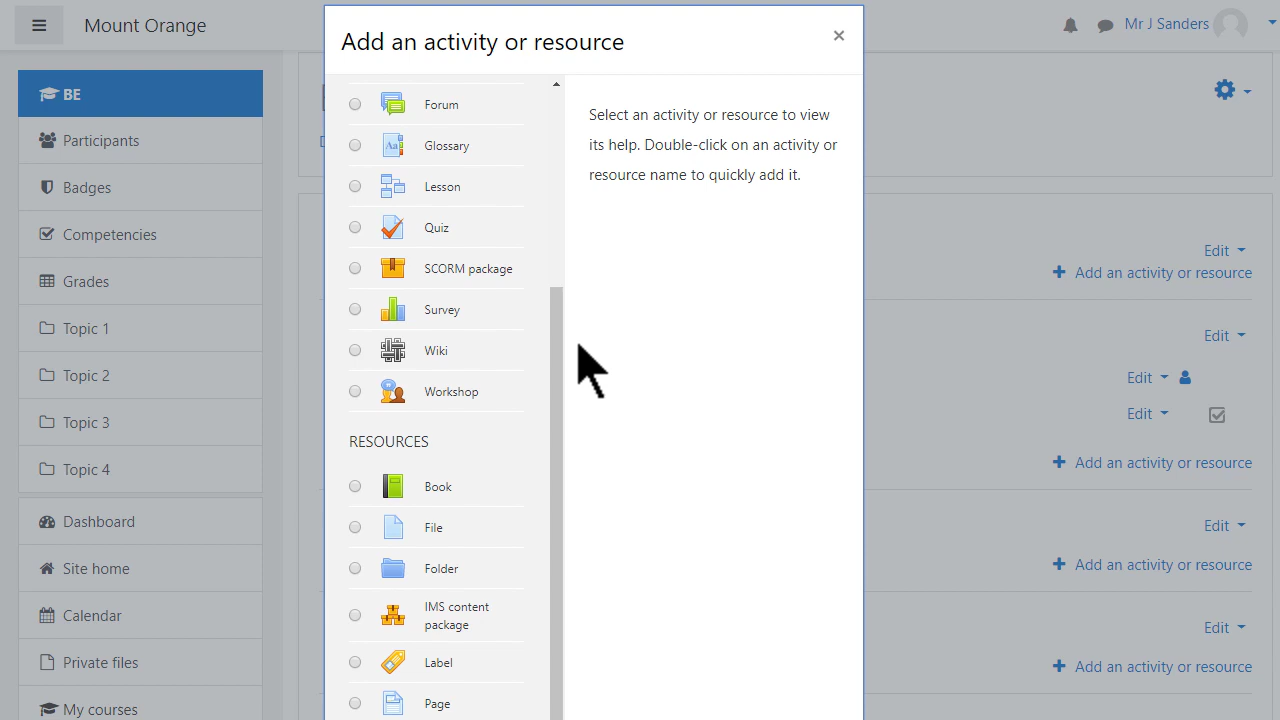 Mount Orange
Mr J Sanders
BE
Participants
Badges
Competencies
Grades
Topic 1
Topic 2
Topic 3
Topic 4
Dashboard
Site home
Calendar
Private files
My courses
Add an activity or resource
×
Forum
Glossary
Lesson
Quiz
SCORM package
Survey
Wiki
Workshop
RESOURCES
Book
File
Folder
IMS content
package
Label
Page
Select an activity or resource to view
its help. Double-click on an activity or
resource name to quickly add it.
Edit
Add an activity or resource
Edit
Edit
Edit
Add an activity or resource
Edit
Add an activity or resource
Edit
Add an activity or resource